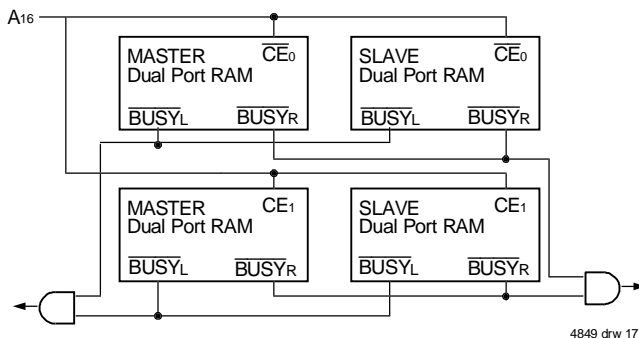 A16
MASTER
Dual Port RAM
CE0
SLAVE
Dual Port RAM
CE0
BUSYL
BUSYR
BUSYL
BUSYR
MASTER
Dual Port RAM
CE1
SLAVE
Dual Port RAM
CE1
BUSYL
BUSYR
BUSYL
BUSYR
4849 drw 17